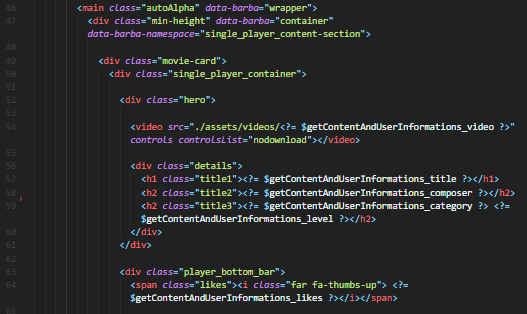 46 <main class="autoAlpha" data-barba="wrapper">
47 <div class="min-height" data-barba="container"
data-barba-namespace="single_player_content-section">
48
49 <div class="movie-card">
50 <div class="single_player_container">
51
52 <div class="hero">
53
54 <video src="./assets/videos/<?= $getContentAndUserInformations_video ?>"
controls controlsList="nodownload"></video>
55
56 <div class="details">
57 <h1 class="title1"><?= $getContentAndUserInformations_title ?></h1>
58 <h2 class="title2"><?= $getContentAndUserInformations_composer ?></h2>
59 <h2 class="title3"><?= $getContentAndUserInformations_category ?> <?=
$getContentAndUserInformations_level ?></h2>
60 </div>
61 </div>
62
63 <div class="player_bottom_bar">
64 <span class="likes"><i class="far fa-thumbs-up"> <?=
$getContentAndUserInformations_likes ?></i></span>
65